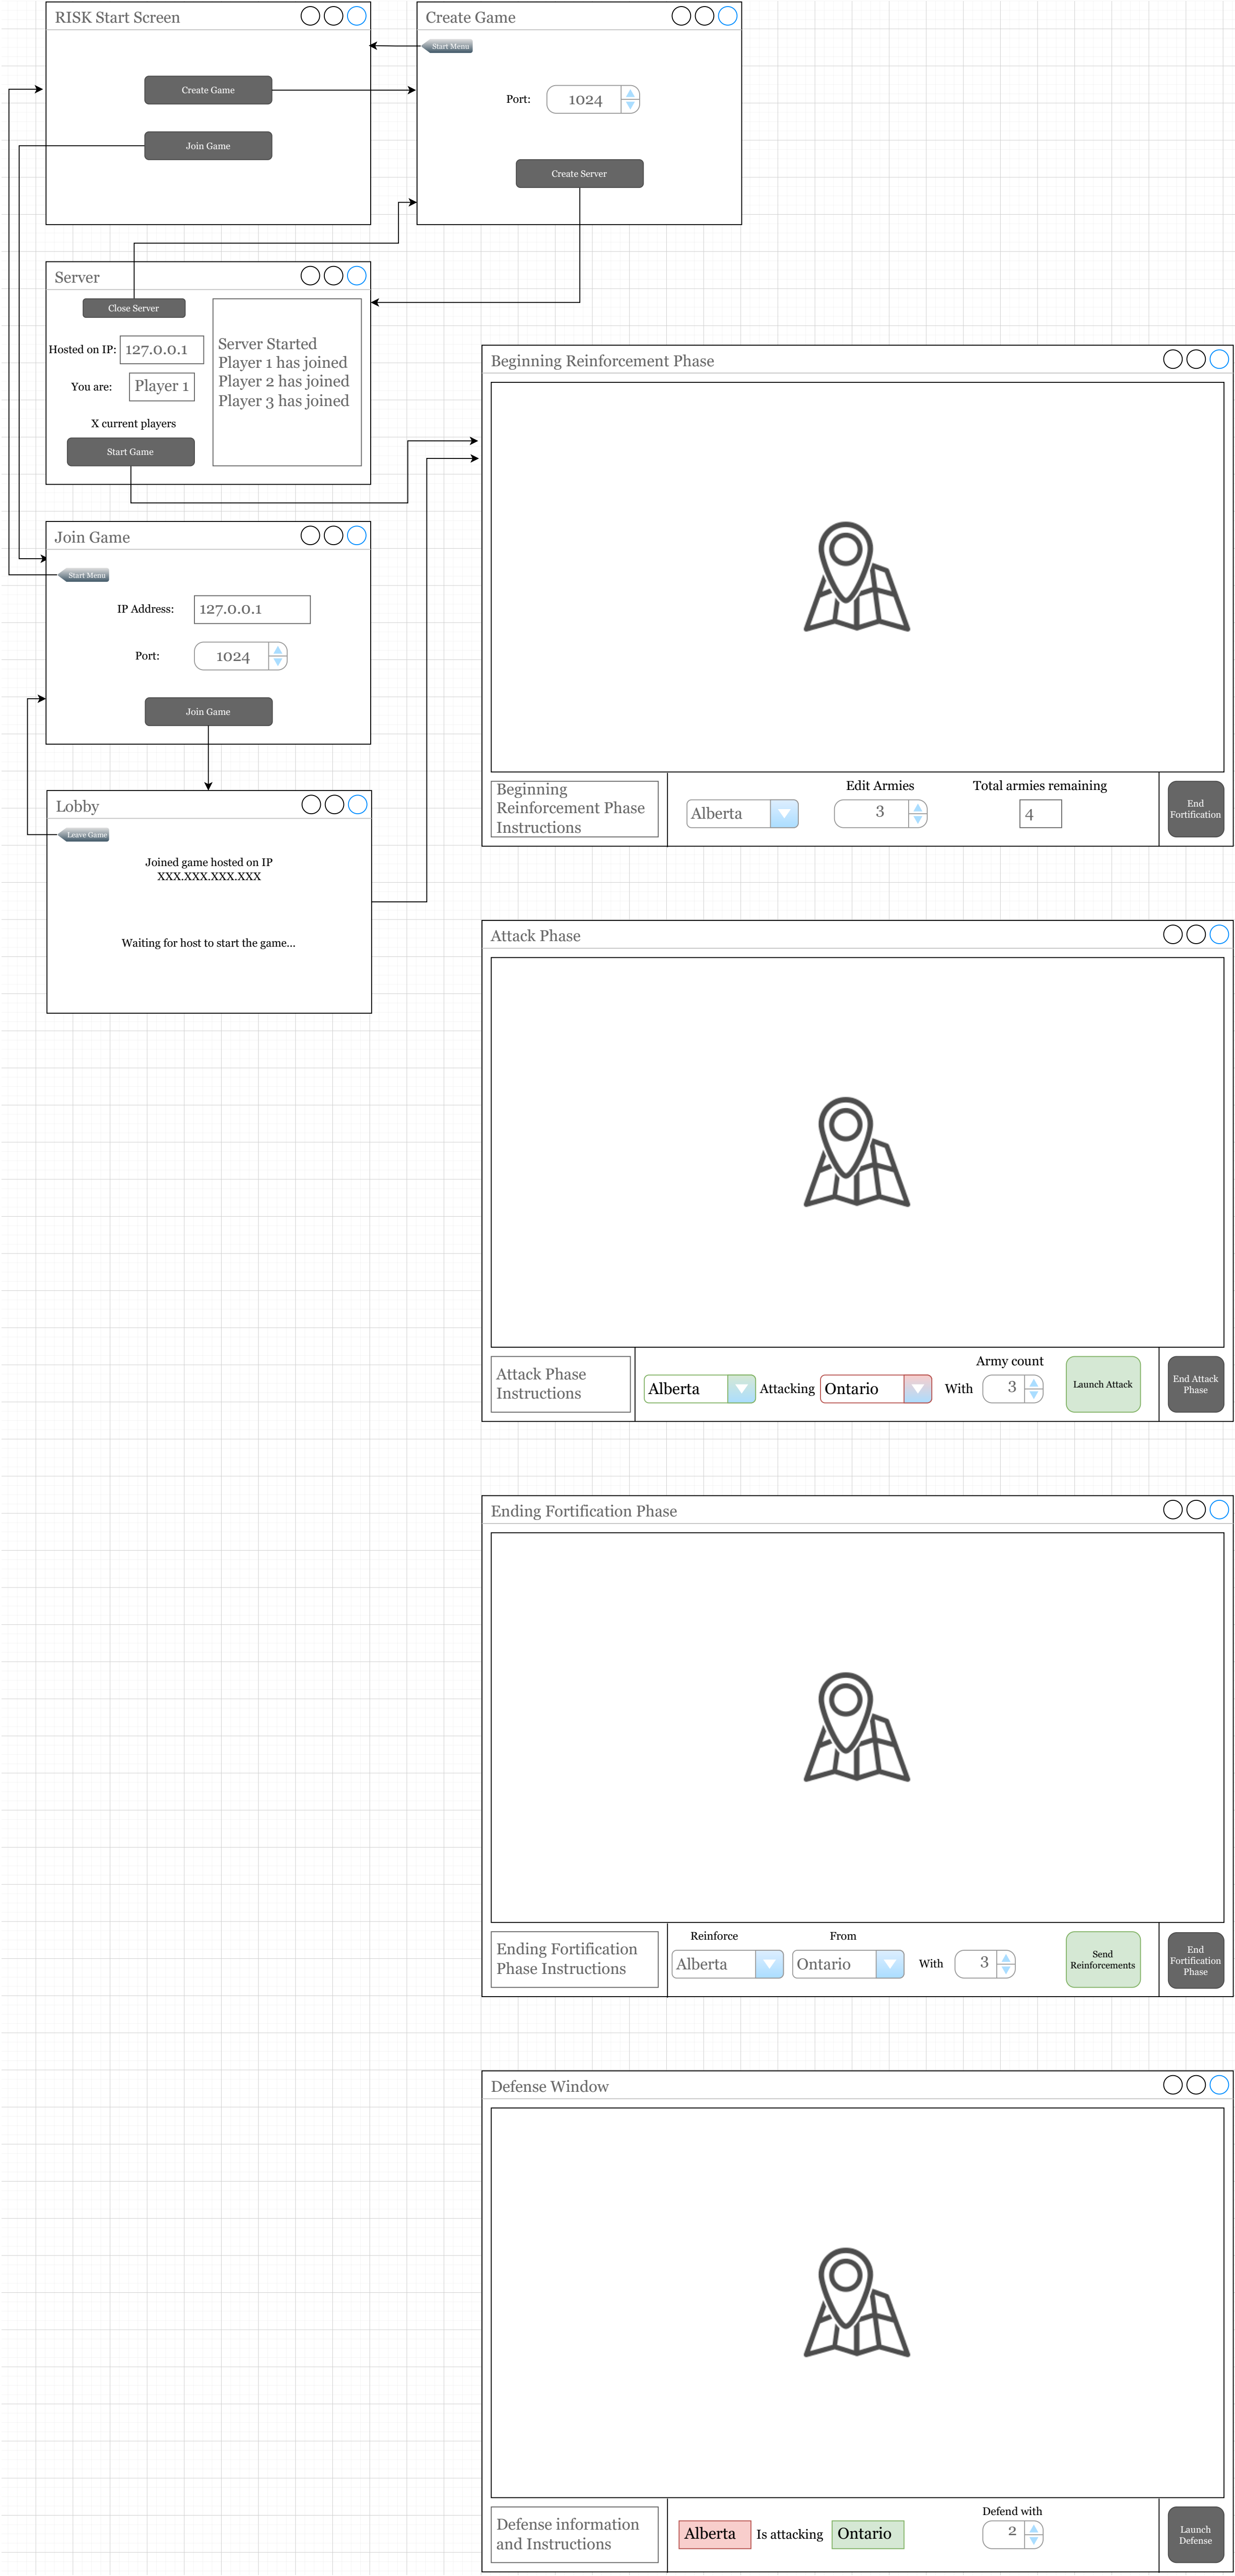 RISK Start Screen
Create Game
Join Game
Create Game
Start Menu
Port:
1024
Create Server
Server
Close Server
Hosted on IP:
127.0.0.1
You are:
Player 1
X current players
Start Game
Server Started
Player 1 has joined
Player 2 has joined
Player 3 has joined
Join Game
Start Menu
IP Address:
127.0.0.1
Port:
1024
Join Game
Lobby
Leave Game
Joined game hosted on IP
XXX.XXX.XXX.XXX
Waiting for host to start the game...
Beginning Reinforcement Phase
Beginning
Reinforcement Phase
Instructions
Alberta
Edit Armies
3
Total armies remaining
4
End
Fortification
Attack Phase
Attack Phase
Instructions
Alberta
Attacking
Ontario
With
Army count
3
Launch Attack
End Attack
Phase
Ending Fortification Phase
Ending Fortification
Phase Instructions
Reinforce
Alberta
From
Ontario
With
3
Send
Reinforcements
End
Fortification
Phase
Defense Window
Defense information
and Instructions
Alberta
Is attacking
Ontario
Defend with
2
Launch
Defense